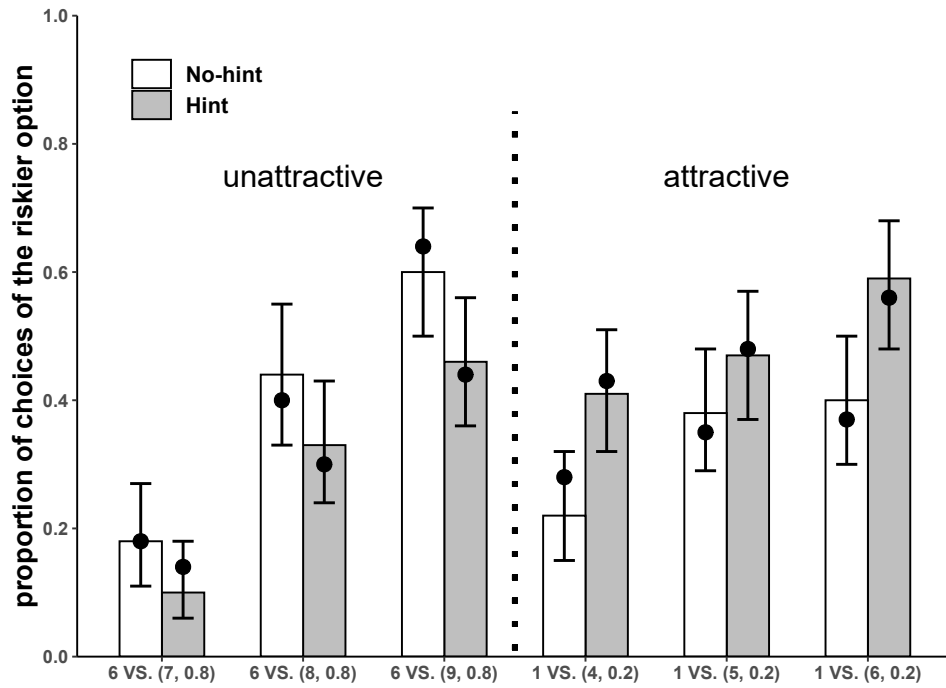 proportion of choices of the riskier option
1.0
0.8
0.6
0.4
0.2
0.0
No-hint
Hint
unattractive
attractive
6 VS. (7, 0.8)
6 VS. (8, 0.8)
6 VS. (9, 0.8)
1 VS. (4, 0.2)
1 VS. (5, 0.2)
1 VS. (6, 0.2)